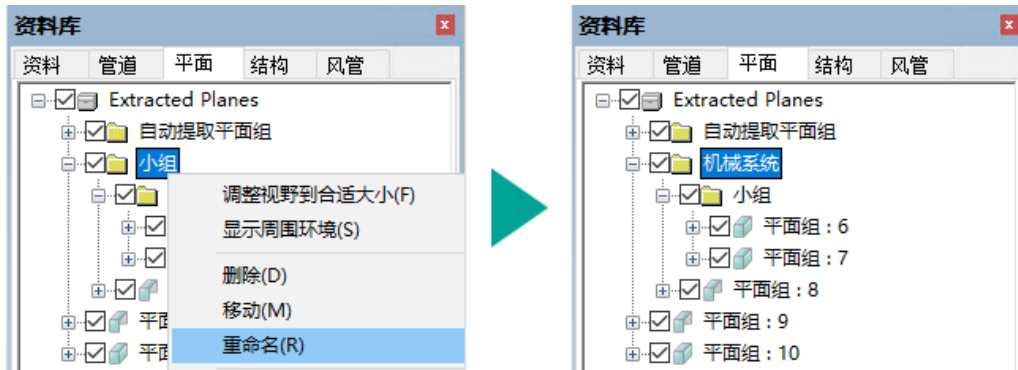 资料库
资料 管道 平面 结构 风管
Extracted Planes
自动提取平面组
小组
调整视野到合适大小(F)
显示周围环境(S)
删除(D)
移动(M)
平
重命名(R)
平
资料库
资料 管道 平面 结构 风管
Extracted Planes
自动提取平面组
机械系统
小组
平面组 : 6
平面组 : 7
平面组 : 8
平面组 : 9
平面组 : 10